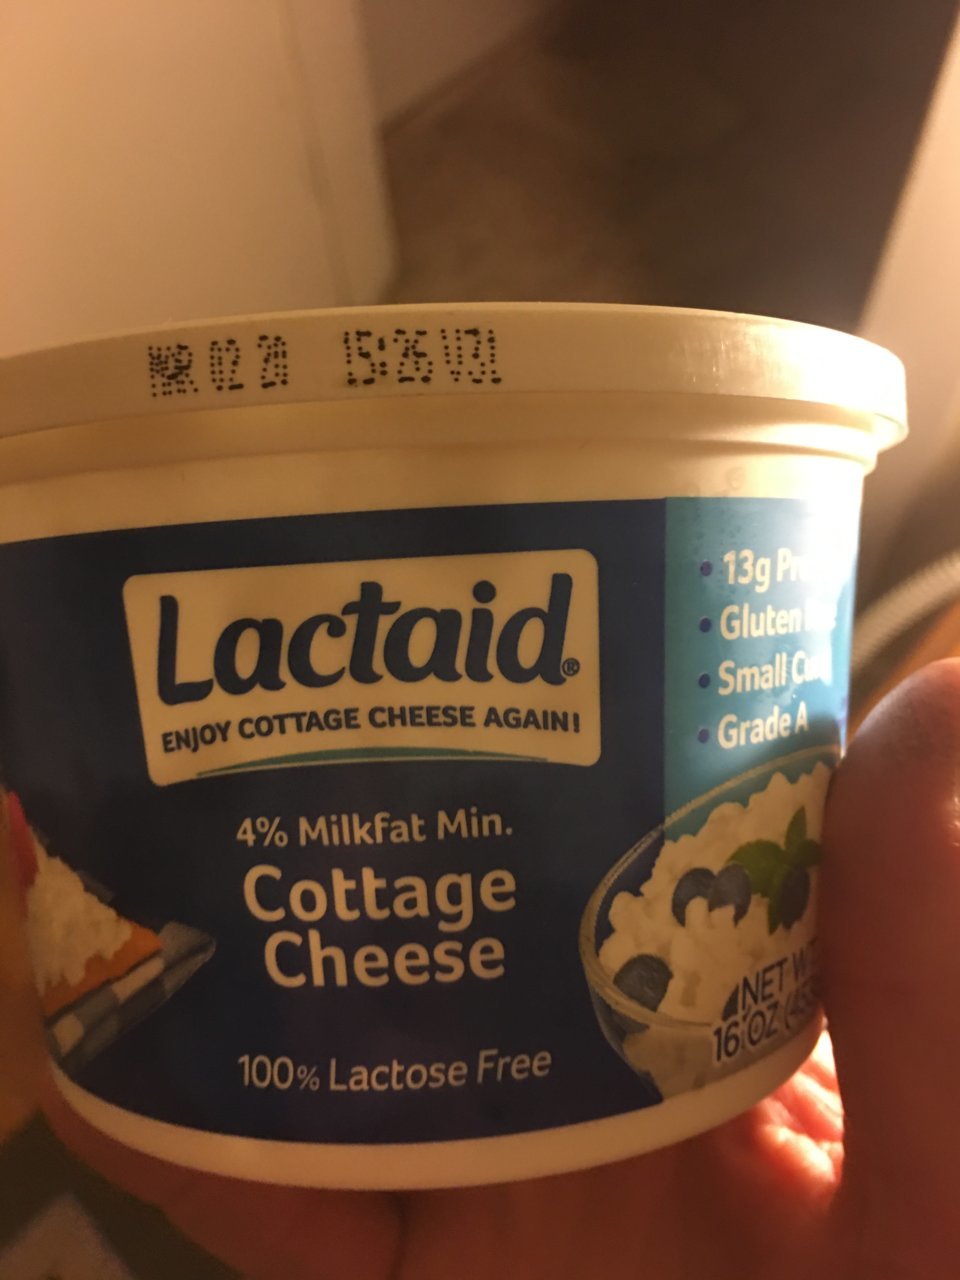 MAR 02 20 15:26 V31
Lactaid®
ENJOY COTTAGE CHEESE AGAIN!
4% Milkfat Min.
Cottage
Cheese
100% Lactose Free
• 13g
• Gluten
• Small
• Grade A
NET
16 OZ